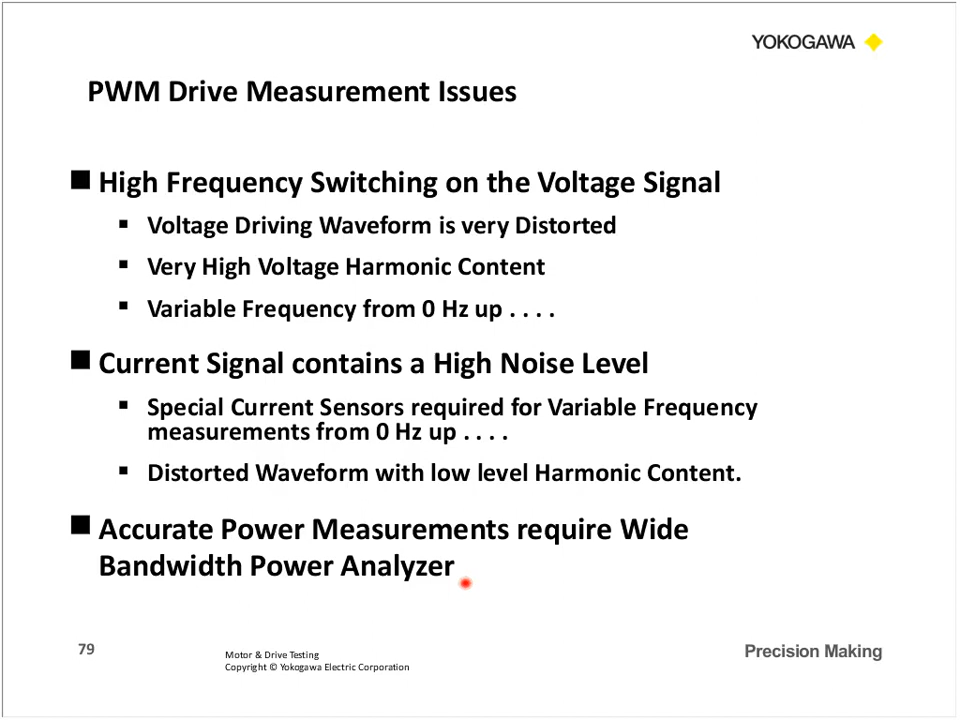 YOKOGAWA
PWM Drive Measurement Issues
High Frequency Switching on the Voltage Signal
Voltage Driving Waveform is very Distorted
Very High Voltage Harmonic Content
Variable Frequency from 0 Hz up . . . .
Current Signal contains a High Noise Level
Special Current Sensors required for Variable Frequency
measurements from 0 Hz up . . . .
Distorted Waveform with low level Harmonic Content.
Accurate Power Measurements require Wide
Bandwidth Power Analyzer
79
Motor & Drive Testing
Copyright © Yokogawa Electric Corporation
Precision Making